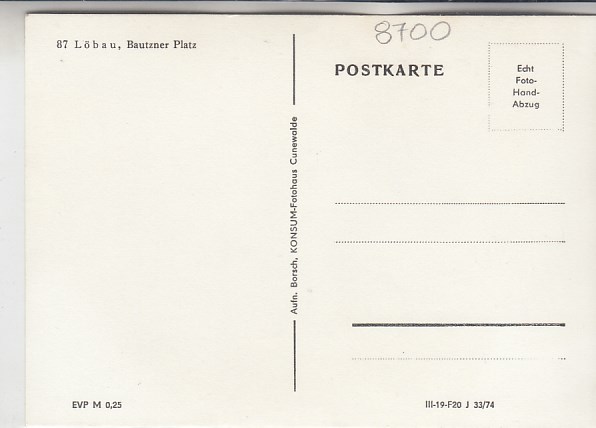 87 Löbau, Bautzner Platz
8700
POSTKARTE
Echt
Foto-
Hand-
Abzug
Aufn. Borsch, KONSUM-Fotohaus Cunewalde
EVP M 0,25
III-19-F20 J 33/74